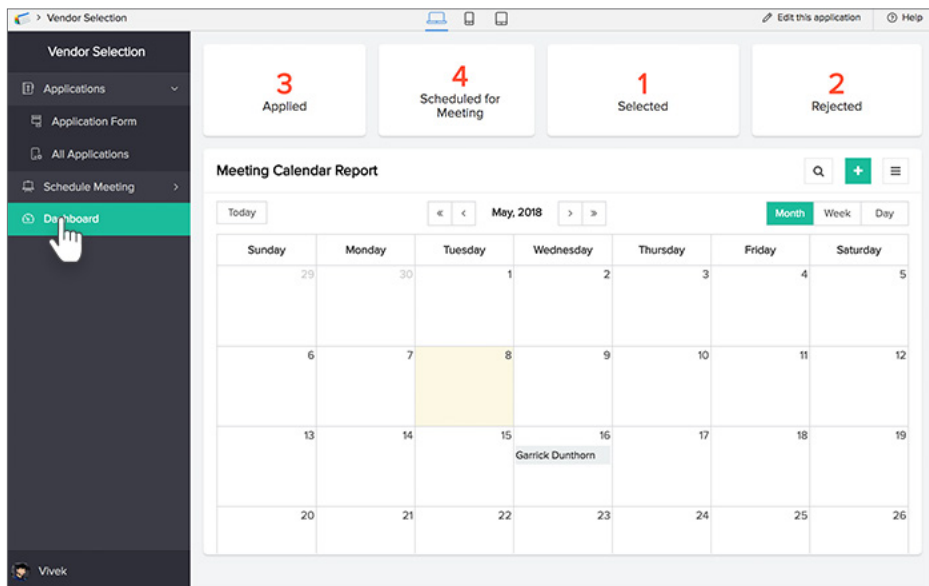 > Vendor Selection
Edit this application
Help
Vendor Selection
Applications
Application Form
All Applications
Schedule Meeting
Dashboard
Vivek
3
Applied
4
Scheduled for
Meeting
1
Selected
2
Rejected
Meeting Calendar Report
Today
May, 2018
Month Week Day
Sunday Monday Tuesday Wednesday Thursday Friday Saturday
29 30 1 2 3 4 5
6 7 8 9 10 11 12
13 14 15 16 17 18 19
Garrick Dunthorn
20 21 22 23 24 25 26